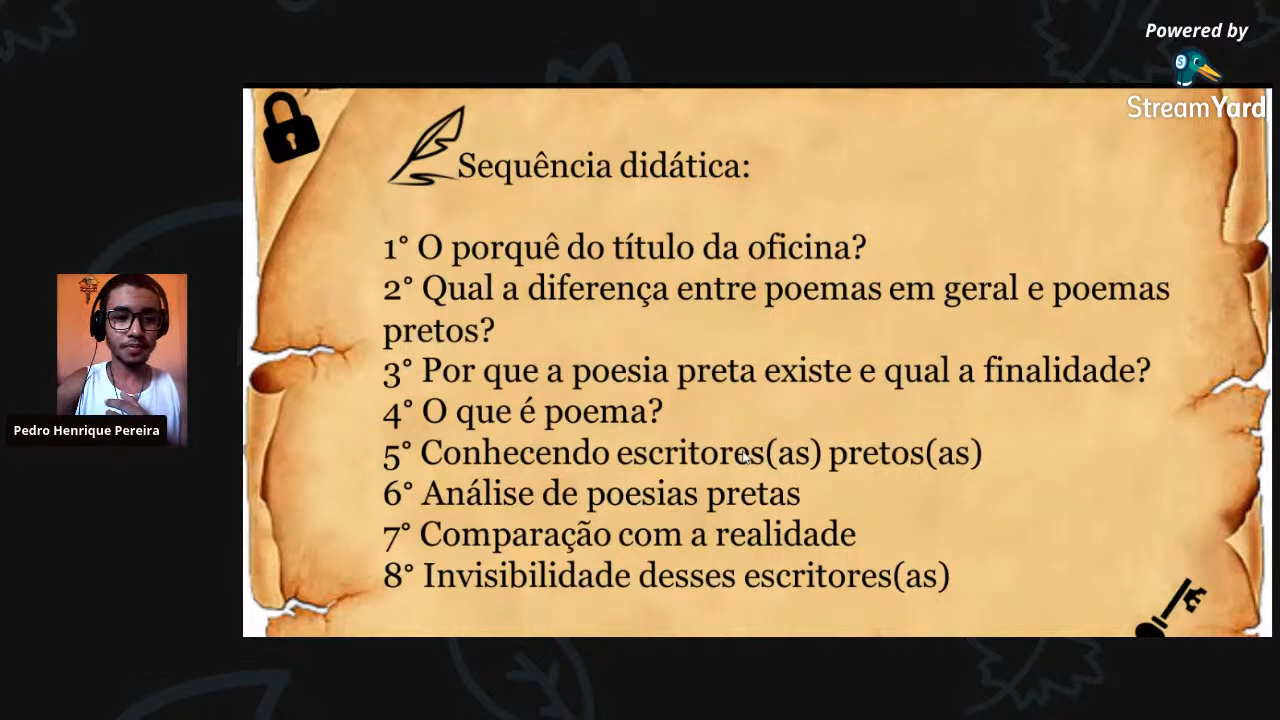 Powered by
StreamYard
Sequência didática:
1° O porquê do título da oficina?
2° Qual a diferença entre poemas em geral e poemas
pretos?
3° Por que a poesia preta existe e qual a finalidade?
4° O que é poema?
5° Conhecendo escritores(as) pretos(as)
6° Análise de poesias pretas
7° Comparação com a realidade
8° Invisibilidade desses escritores(as)
Pedro Henrique Pereira